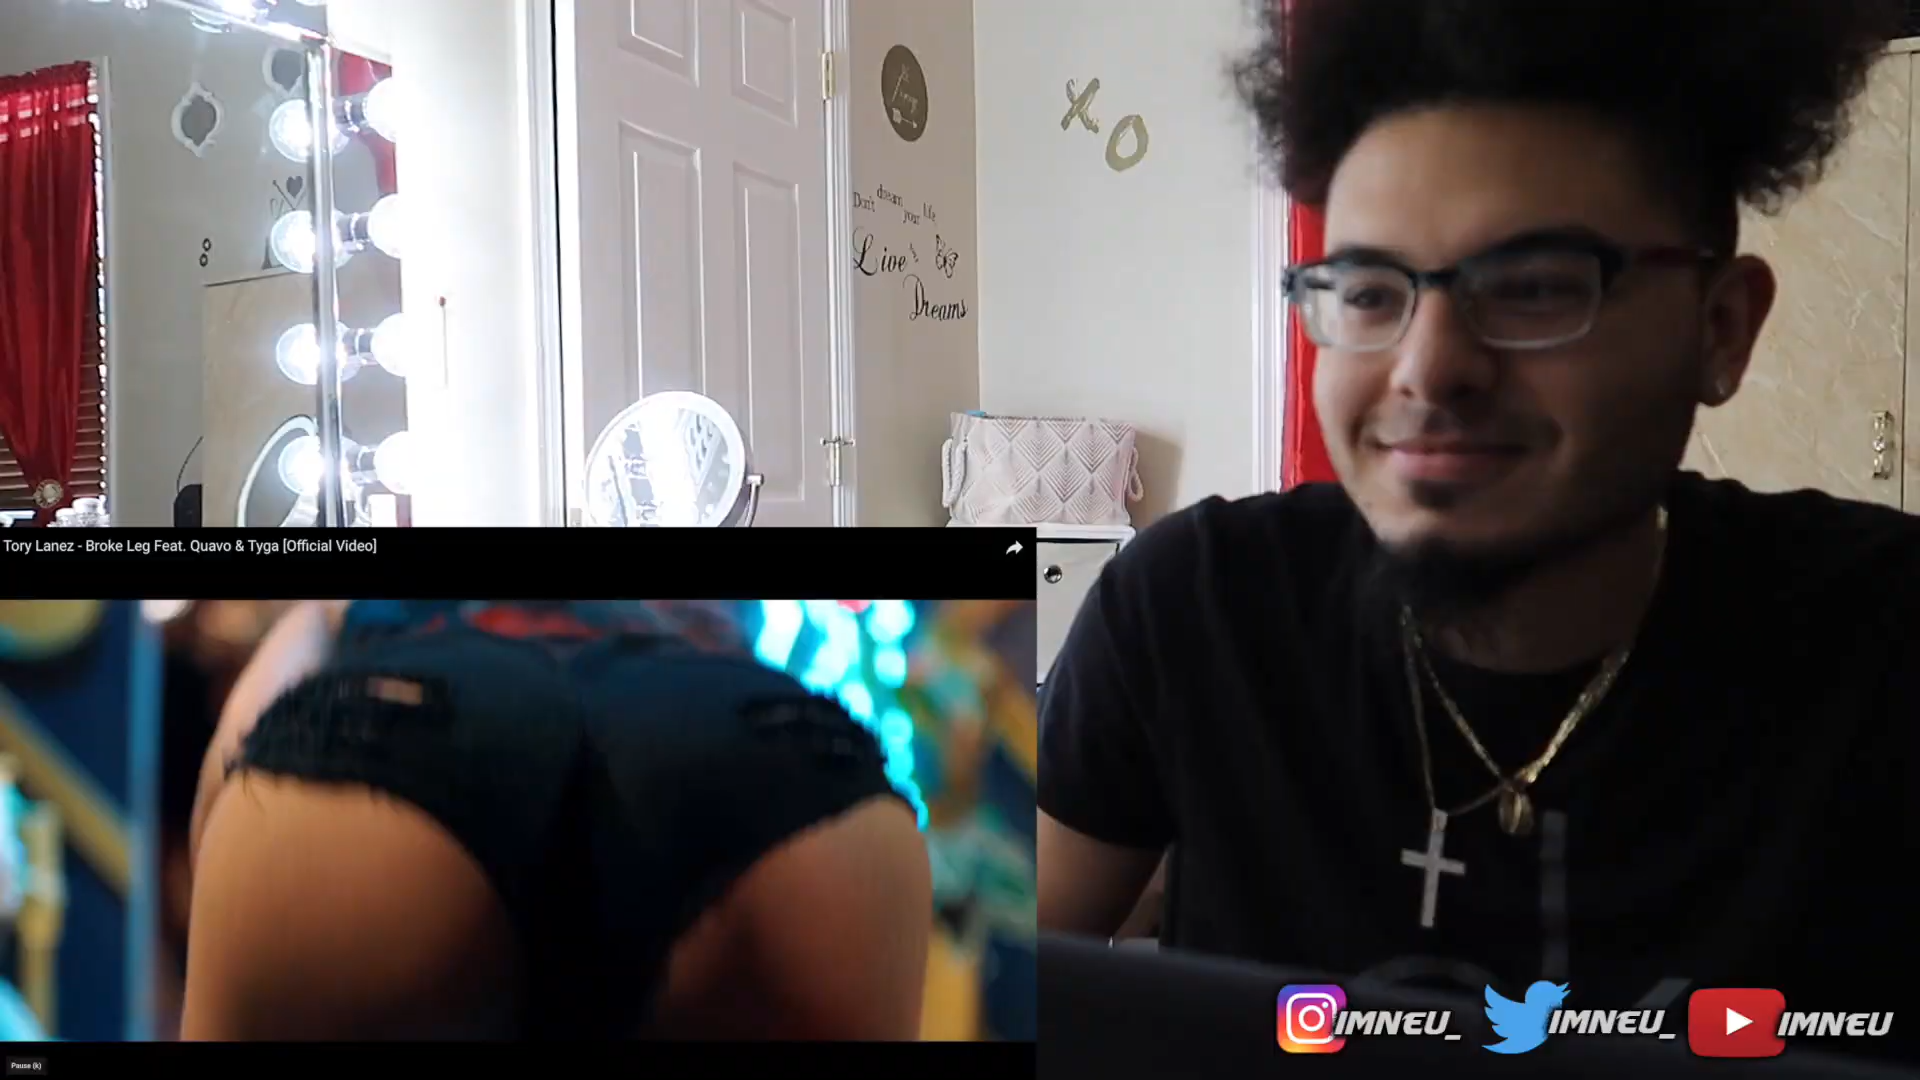 Don't dream your life
Live
Dreams
XO
Tory Lanez - Broke Leg Feat. Quavo & Tyga [Official Video]
Pause (k)
IMNEU_ IMNEU_ IMNEU